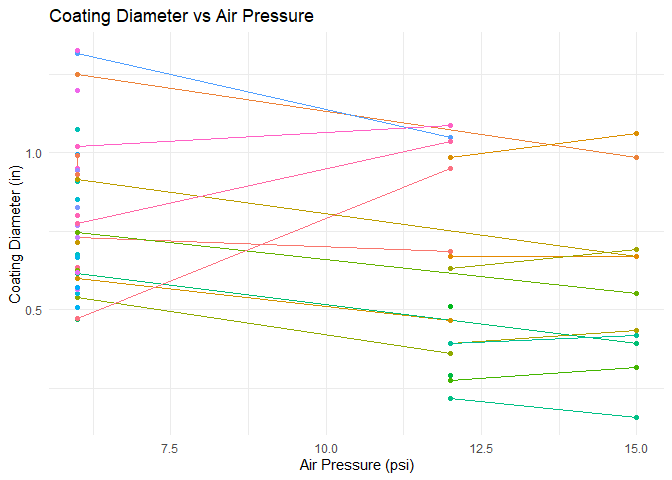 Coating Diameter vs Air Pressure
Coating Diameter (in)
1.0
0.5
7.5 10.0 12.5 15.0
Air Pressure (psi)